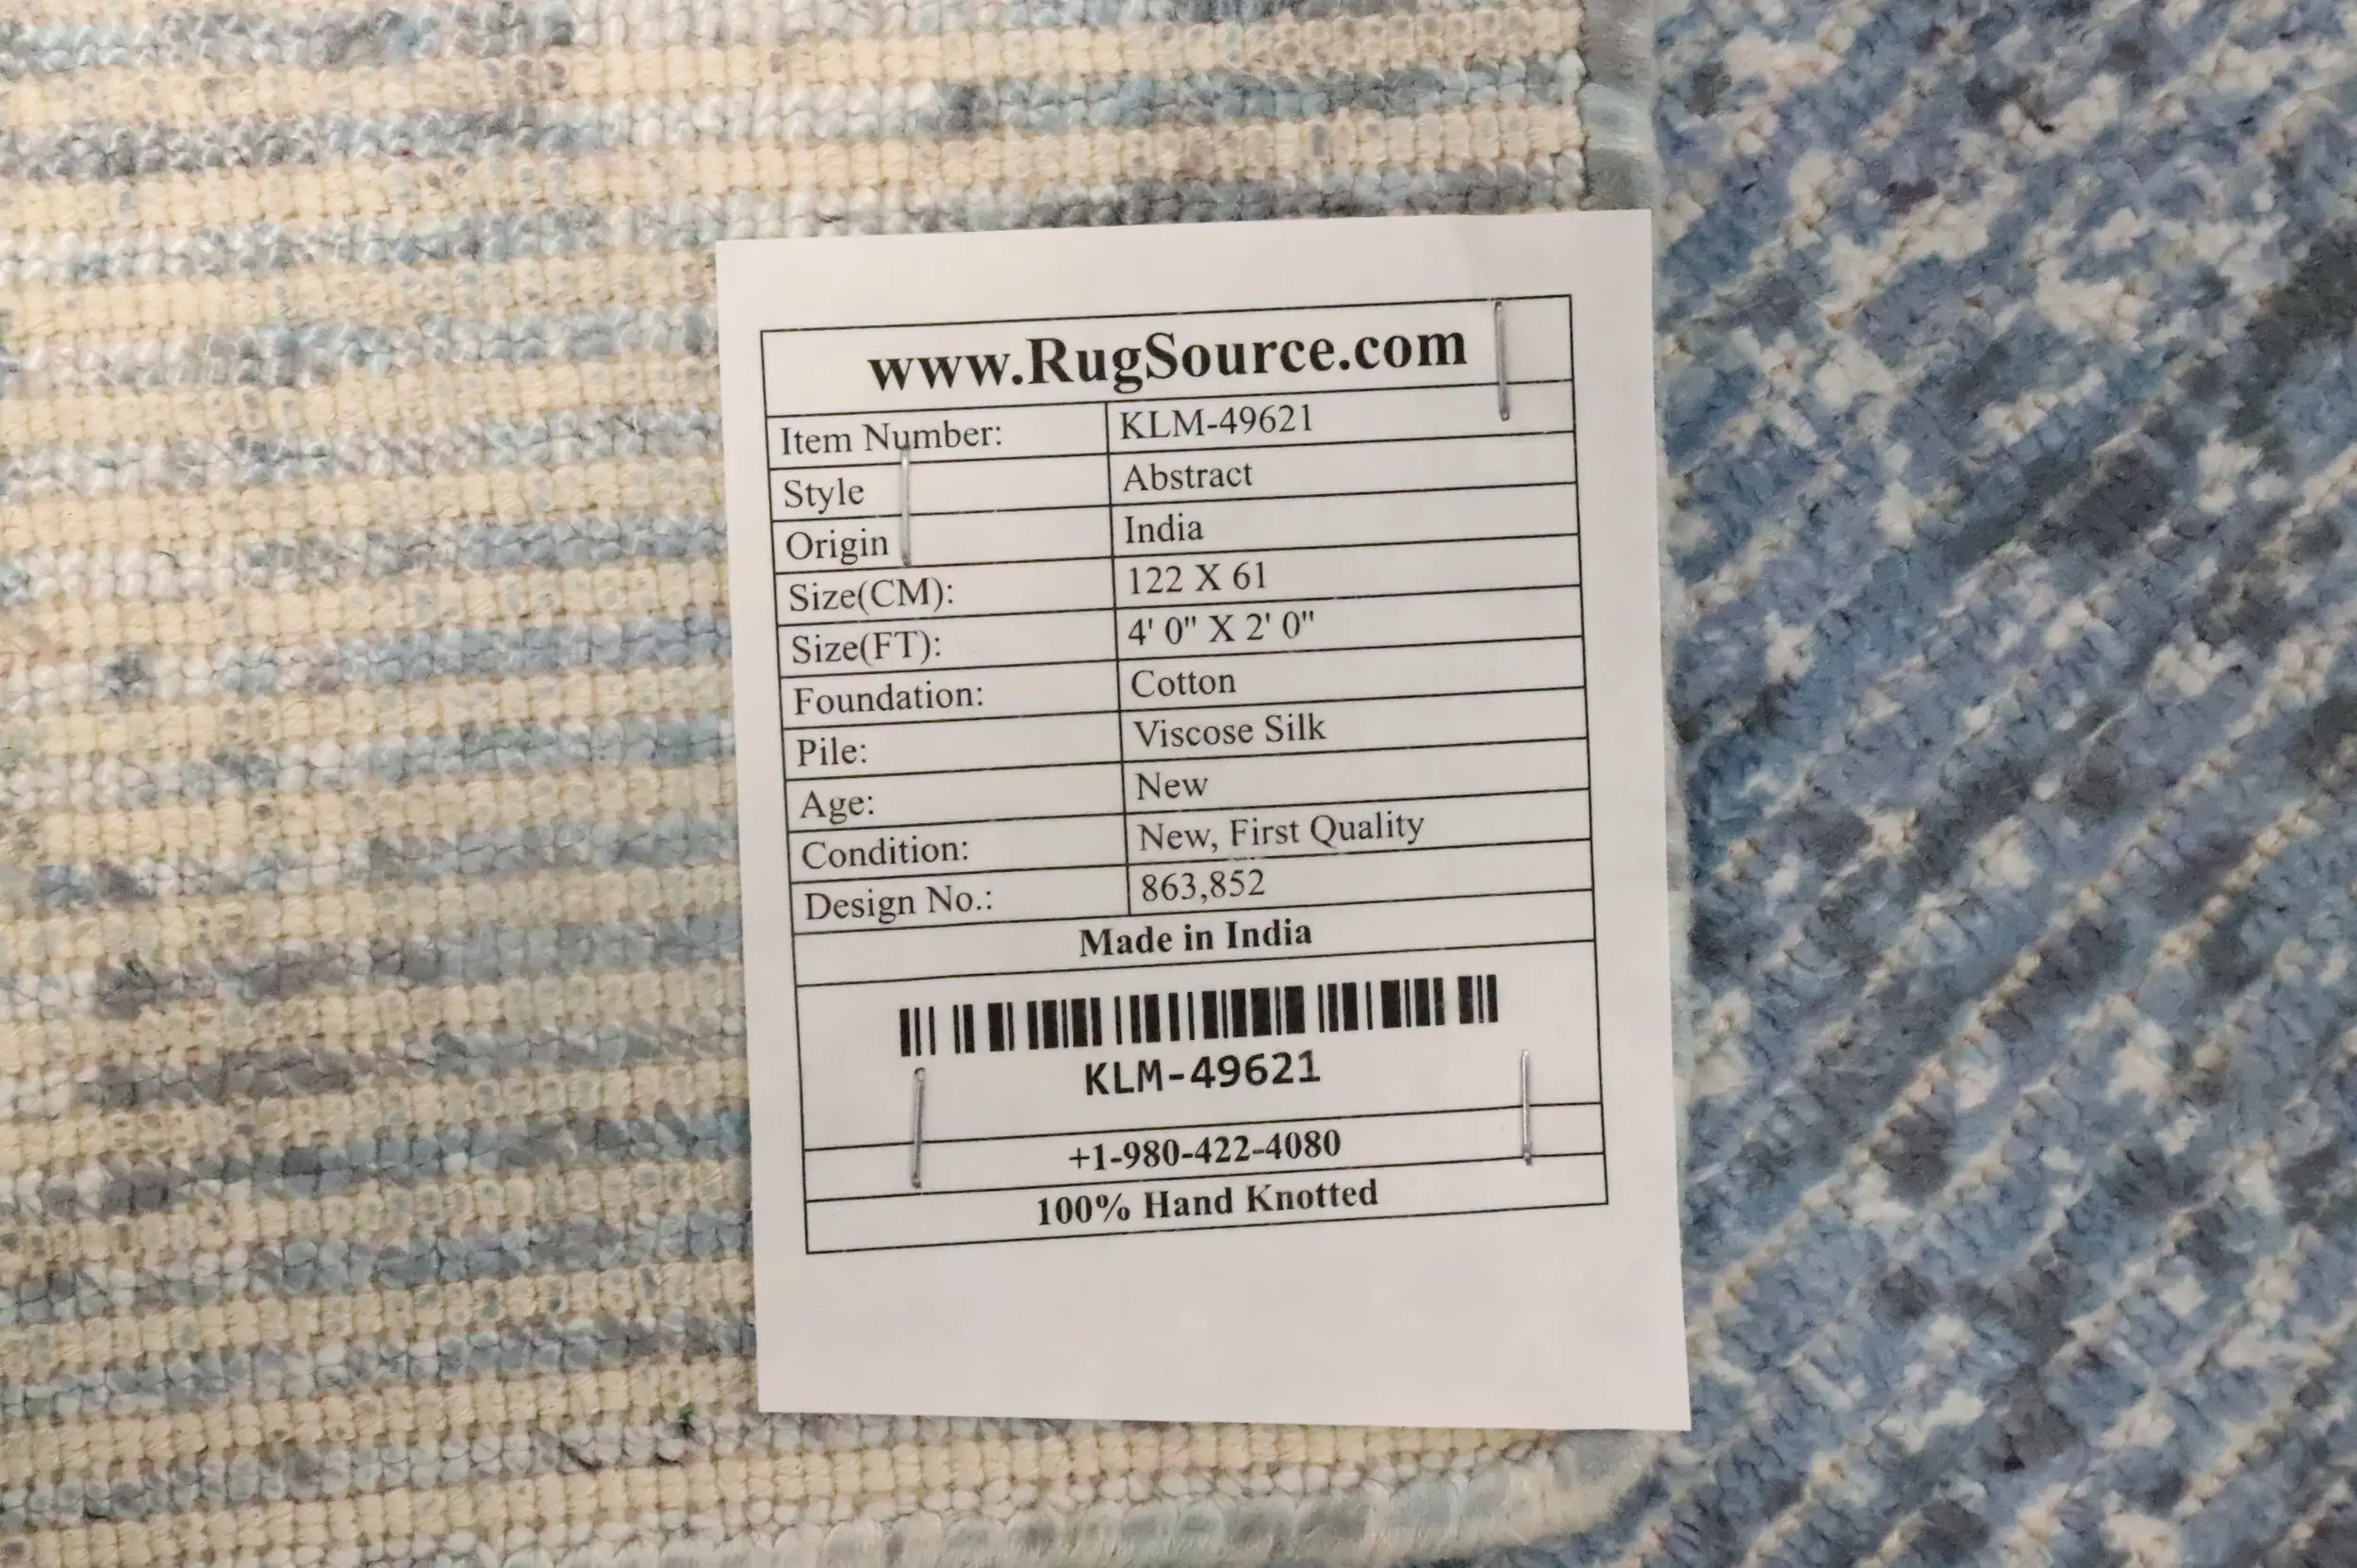 www.RugSource.com
Item Number: KLM-49621
Style Abstract
Origin India
Size(CM): 122 X 61
Size(FT): 4' 0" X 2' 0"
Foundation: Cotton
Pile: Viscose Silk
Age: New
Condition: New, First Quality
Design No.: 863,852
Made in India
KLM-49621
+1-980-422-4080
100% Hand Knotted